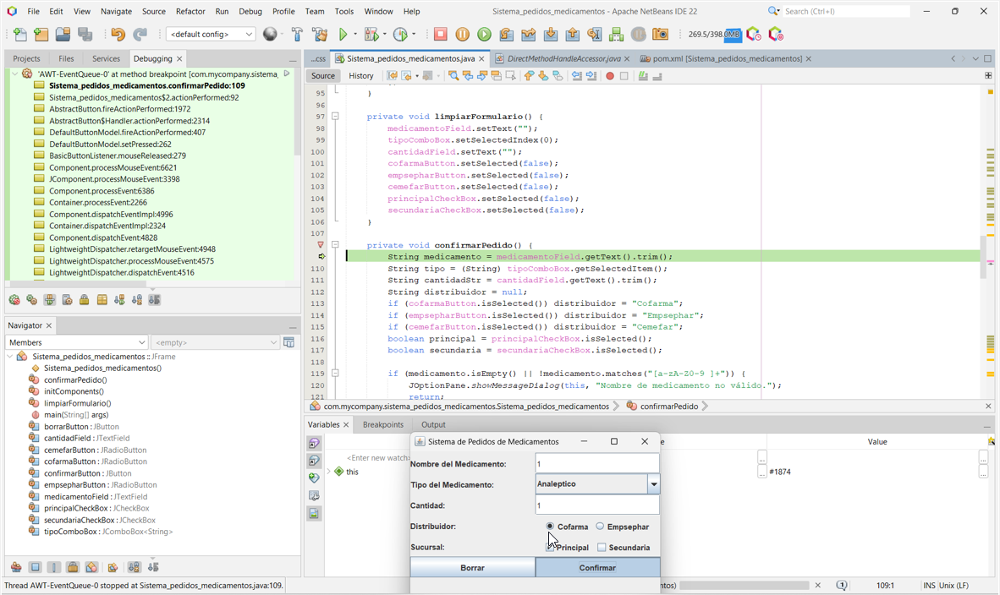 File Edit View Navigate Source Refactor Run Debug Profile Team Tools Window Help
Sistema_pedidos_medicamentos - Apache NetBeans IDE 22
Search (Ctrl+I)
<default config>
269.5/398.0MB
Projects Files Services Debugging
...css Sistema_pedidos_medicamentos.java DirectMethodHandleAccessor.java pom.xml [Sistema_pedidos_medicamentos]
Source History
'AWT-EventQueue-0' at method breakpoint [com.mycompany.sistema_
Sistema_pedidos_medicamentos.confirmarPedido:109
Sistema_pedidos_medicamentos$2.actionPerformed:92
AbstractButton.fireActionPerformed:1972
AbstractButton$Handler.actionPerformed:2314
DefaultButtonModel.fireActionPerformed:407
DefaultButtonModel.setPressed:262
BasicButtonListener.mouseReleased:279
Component.processMouseEvent:6621
JComponent.processMouseEvent:3398
Component.processEvent:6386
Container.processEvent:2266
Component.dispatchEventImpl:4996
Container.dispatchEventImpl:2324
Component.dispatchEvent:4828
LightweightDispatcher.retargetMouseEvent:4948
LightweightDispatcher.processMouseEvent:4575
LightweightDispatcher.dispatchEvent:4516
Navigator
Members <empty>
Sistema_pedidos_medicamentos :: JFrame
Sistema_pedidos_medicamentos()
confirmarPedido()
initComponents()
limpiarFormulario()
main(String[] args)
borrarButton : JButton
cantidadField : JTextField
cemefarButton : JRadioButton
cofarmaButton : JRadioButton
confirmarButton : JButton
empsepharButton : JRadioButton
medicamentoField : JTextField
principalCheckBox : JCheckBox
secundariaCheckBox : JCheckBox
tipoComboBox : JComboBox<String>
95 }
96
97 private void limpiarFormulario() {
98 medicamentoField.setText("");
99 tipoComboBox.setSelectedIndex(0);
100 cantidadField.setText("");
101 cofarmaButton.setSelected(false);
102 empsepharButton.setSelected(false);
103 cemefarButton.setSelected(false);
104 principalCheckBox.setSelected(false);
105 secundariaCheckBox.setSelected(false);
106 }
107
private void confirmarPedido() {
String medicamento = medicamentoField.getText().trim();
110 String tipo = (String) tipoComboBox.getSelectedItem();
111 String cantidadStr = cantidadField.getText().trim();
112 String distribuidor = null;
113 if (cofarmaButton.isSelected()) distribuidor = "Cofarma";
114 if (empsepharButton.isSelected()) distribuidor = "Empsephar";
115 if (cemefarButton.isSelected()) distribuidor = "Cemefar";
116 boolean principal = principalCheckBox.isSelected();
117 boolean secundaria = secundariaCheckBox.isSelected();
118
119 if (medicamento.isEmpty() || !medicamento.matches("[a-zA-Z0-9 ]+")) {
120 JOptionPane.showMessageDialog(this, "Nombre de medicamento no válido.");
121 return;
com.mycompany.sistema_pedidos_medicamentos.Sistema_pedidos_medicamentos confirmarPedido
Variables Breakpoints Output
Value
<Enter new watch
this
... ...
... #1874 ...
Sistema de Pedidos de Medicamentos
Nombre del Medicamento: 1
Tipo del Medicamento: Analeptico
Cantidad: 1
Distribuidor: Cofarma Empsephar
Sucursal: Principal Secundaria
Borrar Confirmar
Thread AWT-EventQueue-0 stopped at Sistema_pedidos_medicamentos.java:109.
ntos) 1 109:1 INS Unix (LF)